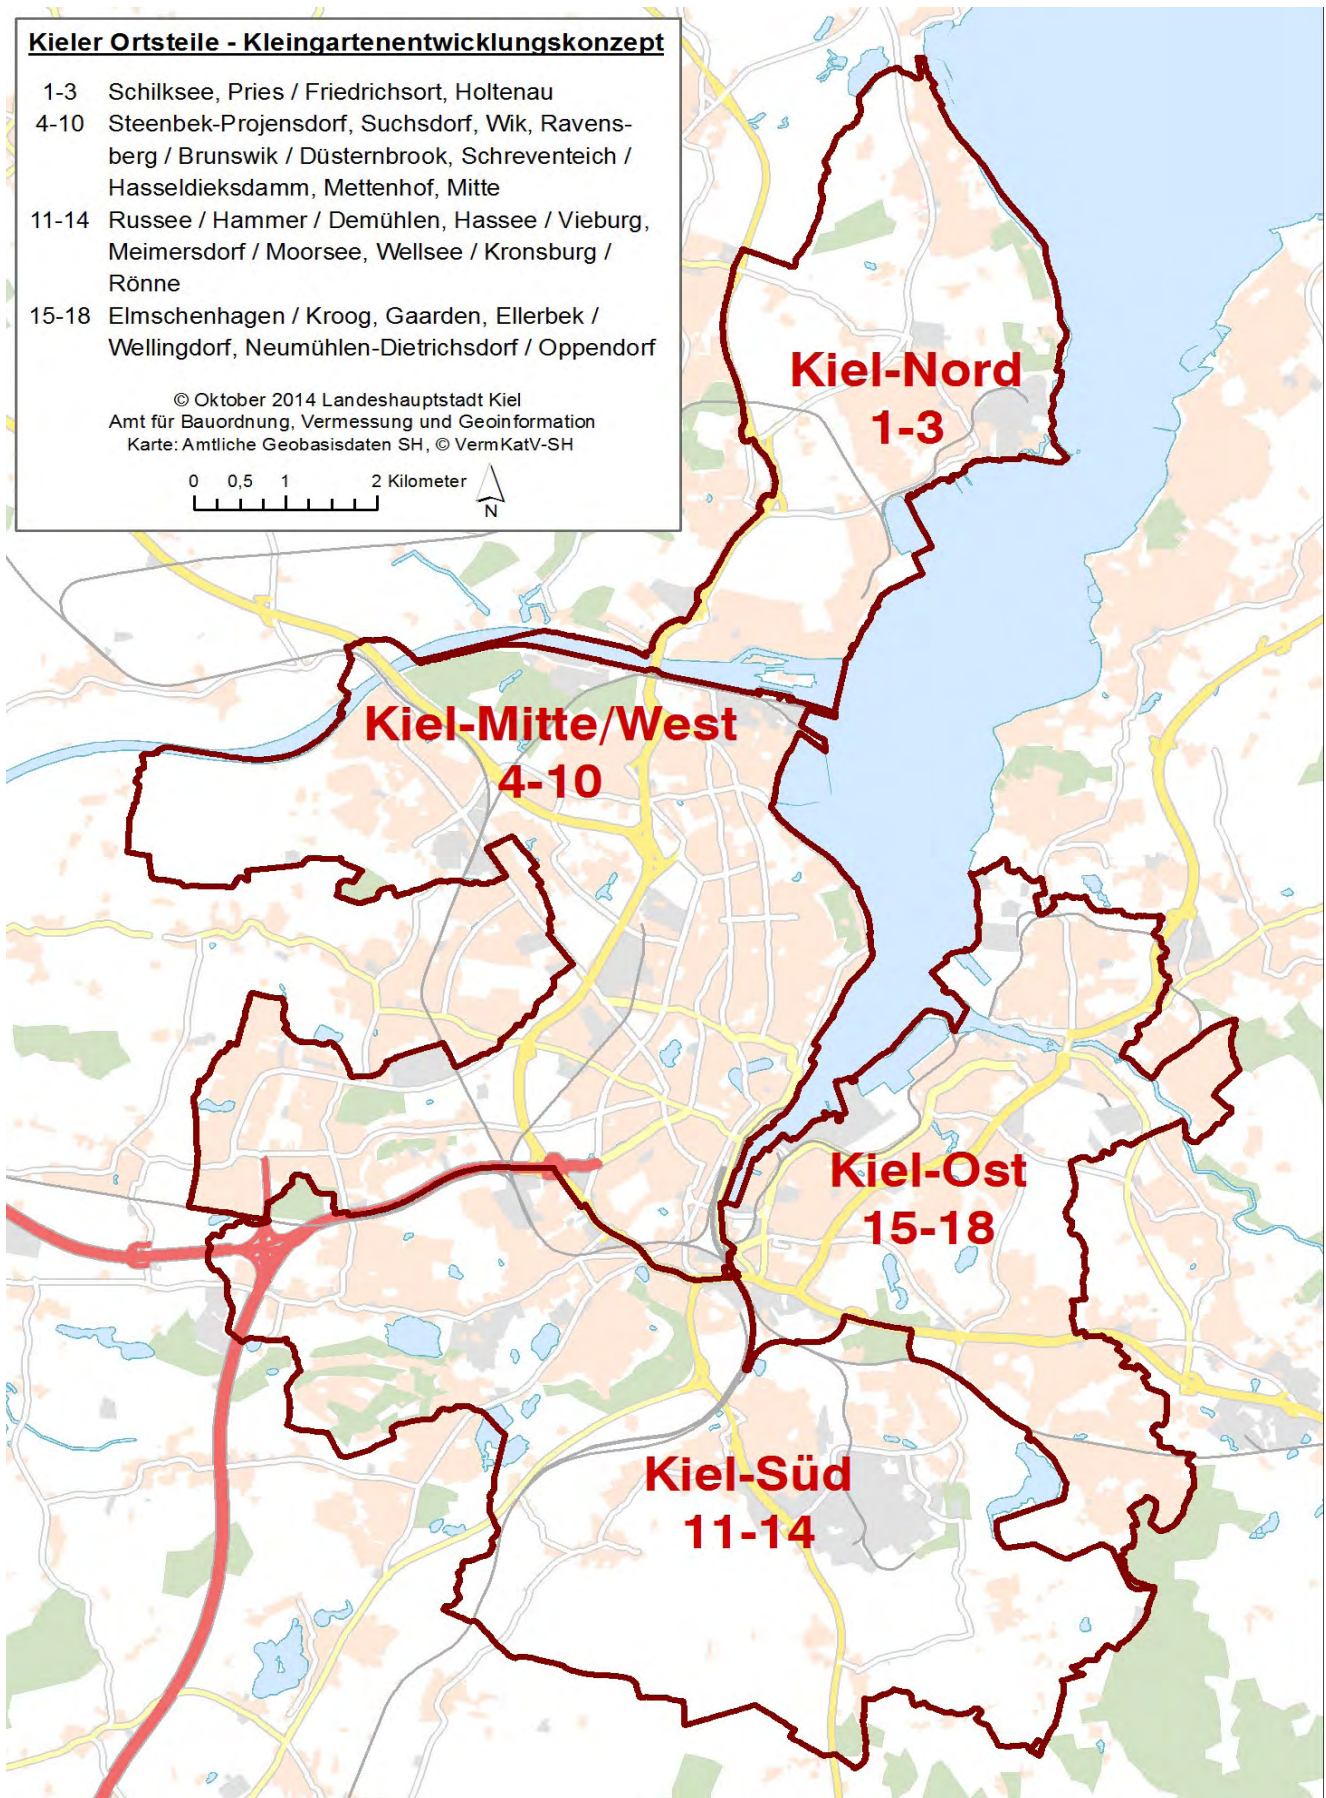 Kieler Ortsteile - Kleingartenentwicklungskonzept
1-3 Schilksee, Pries / Friedrichsort, Holtenau
4-10 Steenbek-Projensdorf, Suchsdorf, Wik, Ravens-
berg / Brunswik / Düsternbrook, Schreventeich /
Hasseldieksdamm, Mettenhof, Mitte
11-14 Russee / Hammer / Demühlen, Hassee / Vieburg,
Meimersdorf / Moorsee, Wellsee / Kronsburg /
Rönne
15-18 Elmschenhagen / Kroog, Gaarden, Ellerbek /
Wellingdorf, Neumühlen-Dietrichsdorf / Oppendorf
© Oktober 2014 Landeshauptstadt Kiel
Amt für Bauordnung, Vermessung und Geoinformation
Karte: Amtliche Geobasisdaten SH, © VermKatV-SH
0 0,5 1 2 Kilometer
N
Kiel-Nord
1-3
Kiel-Mitte/West
4-10
Kiel-Ost
15-18
Kiel-Süd
11-14